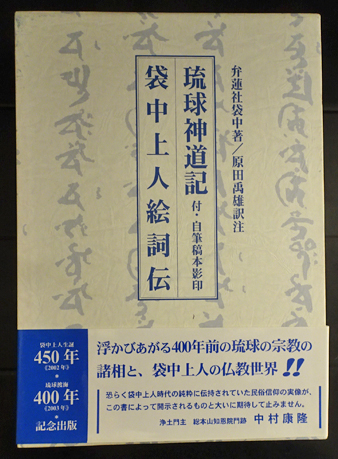 弁蓮社袋中著/原田禹雄訳注
琉球神道記 付・自筆稿本影印
袋中上人絵詞伝
浮かびあがる400年前の琉球の宗教の
諸相と、袋中上人の仏教世界!!
恐らく袋中上人時代の純粋に伝持されていた民俗信仰の実像が、
この書によって開示されるものと大いに期待して止みません。
浄土門主 総本山知恩院門跡 中村康隆
袋中上人生誕
450年
《2002年》
琉球渡海
400年
《2003年》
記念出版